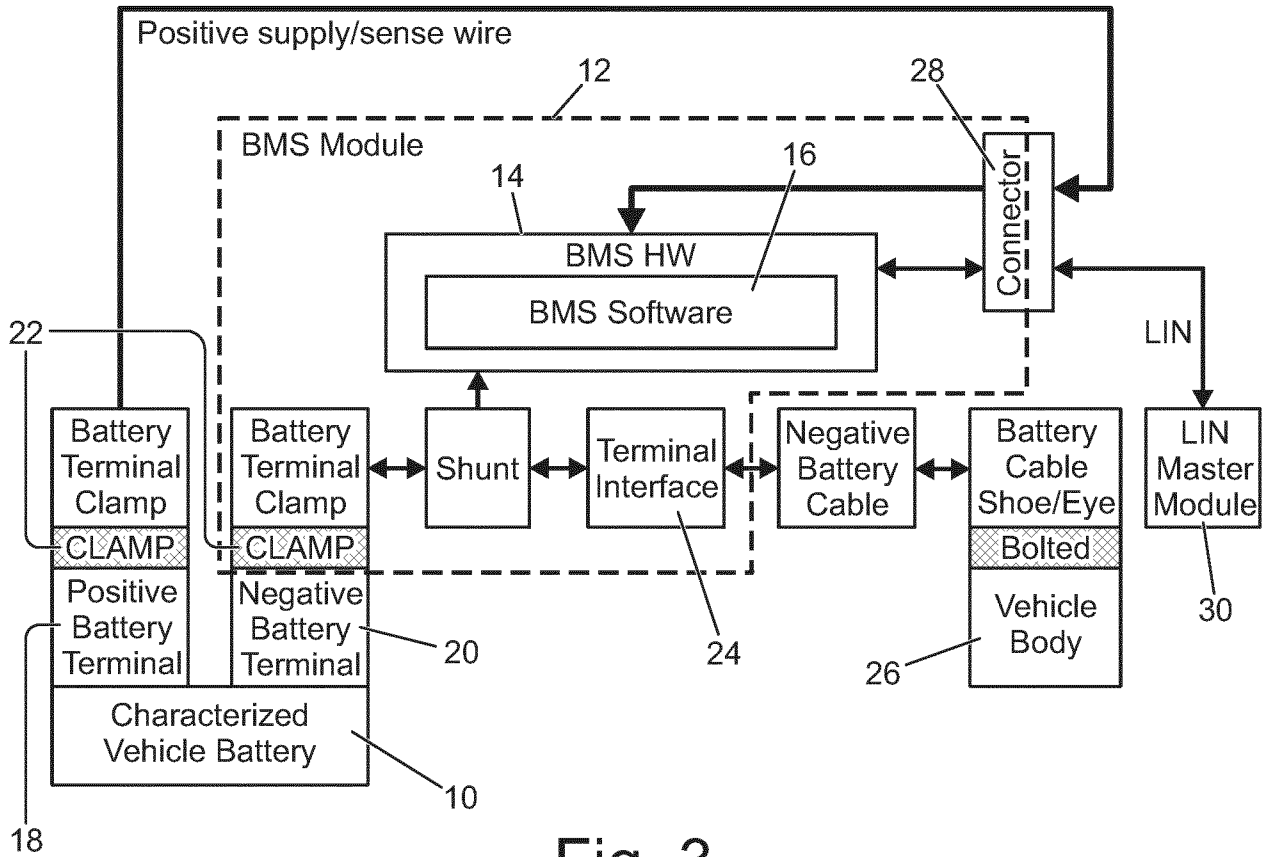 Positive supply/sense wire
12
28
BMS Module
16
14
Connector
BMS HW
BMS Software
22
LIN
Battery
Terminal
Clamp
Battery
Terminal
Clamp
Shunt
Terminal
Interface
Negative
Battery
Cable
Battery
Cable
Shoe/Eye
LIN
Master
Module
CLAMP
CLAMP
Bolted
Positive
Battery
Terminal
Negative
Battery
Terminal
Vehicle
Body
30
20
24
26
Characterized
Vehicle Battery
10
18
Fig.